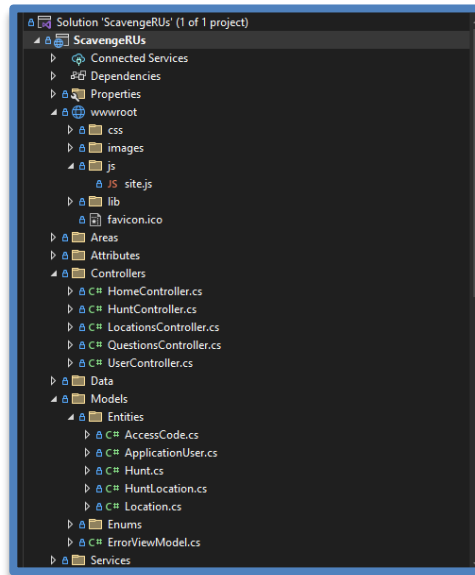 Solution 'ScavengeRUs' (1 of 1 project)
ScavengeRUs
Connected Services
Dependencies
Properties
wwwroot
css
images
js
JS site.js
lib
favicon.ico
Areas
Attributes
Controllers
C# HomeController.cs
C# HuntController.cs
C# LocationsController.cs
C# QuestionsController.cs
C# UserController.cs
Data
Models
Entities
C# AccessCode.cs
C# ApplicationUser.cs
C# Hunt.cs
C# HuntLocation.cs
C# Location.cs
Enums
C# ErrorViewModel.cs
Services